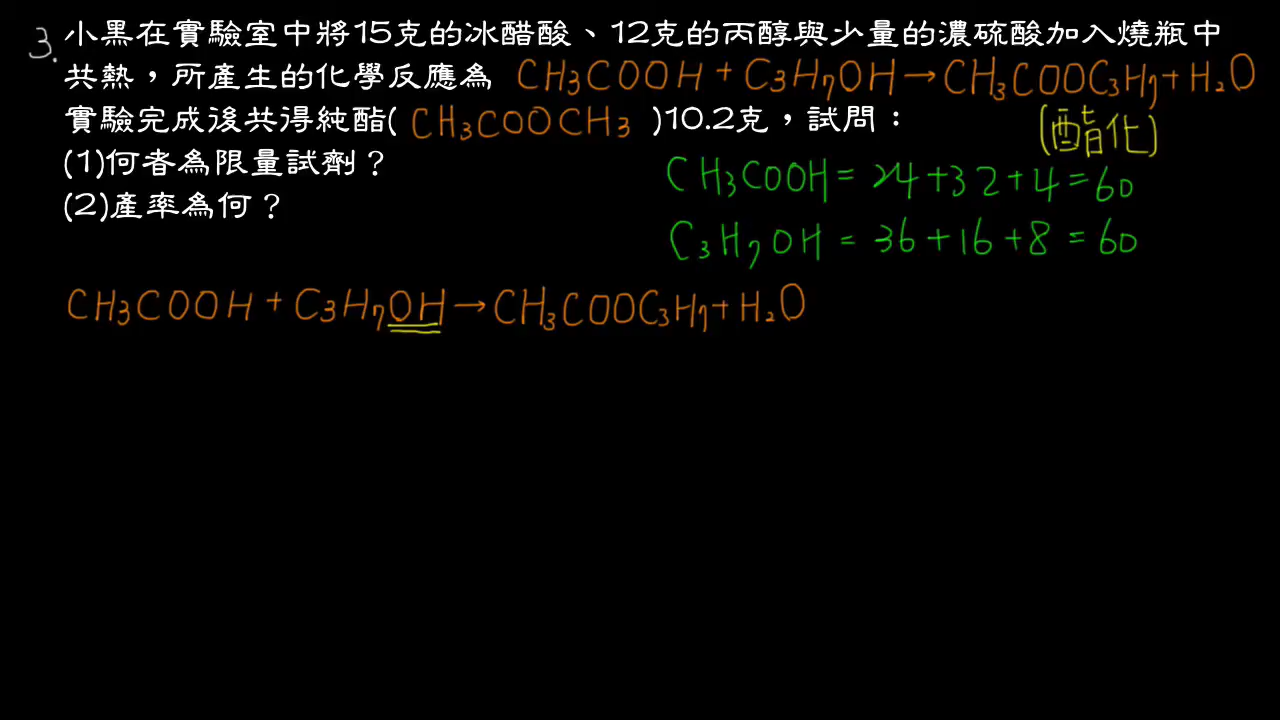 3. 小黑在實驗室中將15克的冰醋酸、12克的丙醇與少量的濃硫酸加入燒瓶中
共熱，所產生的化學反應為 CH₃COOH + C₃H₇OH → CH₃COOC₃H₇ + H₂O
實驗完成後共得純酯( CH₃COOCH₃ )10.2克，試問：
(酯化)
(1)何者為限量試劑？
(2)產率為何？
CH₃COOH = 24 + 32 + 4 = 60
C₃H₇OH = 36 + 16 + 8 = 60
CH₃COOH + C₃H₇OH → CH₃COOC₃H₇ + H₂O